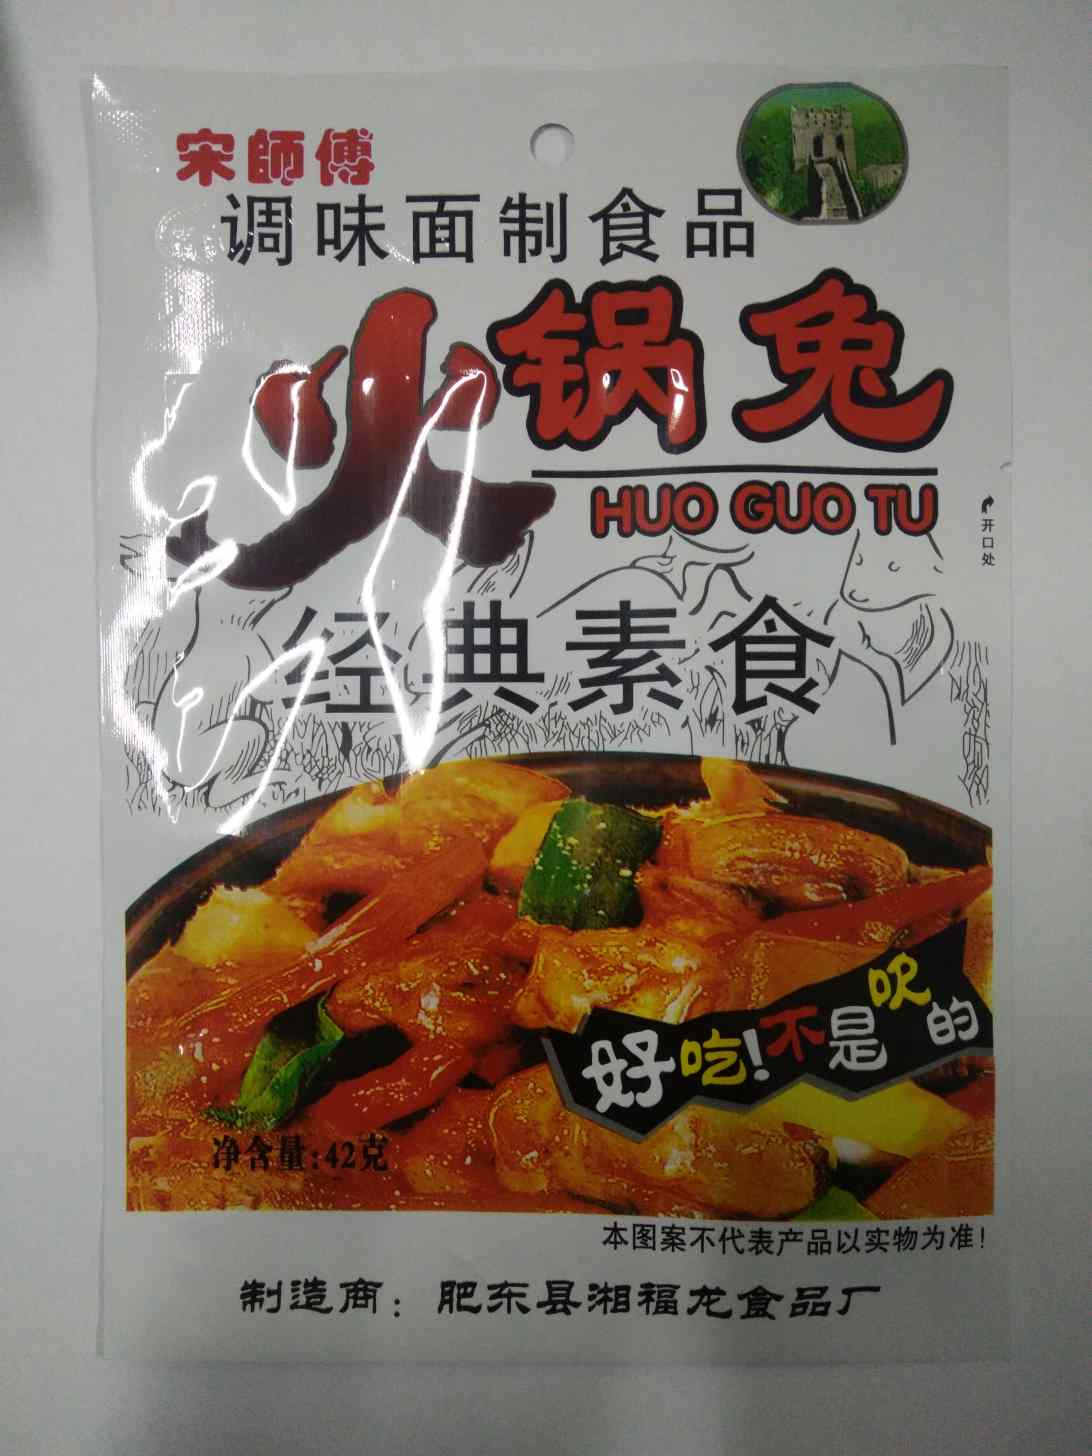 宋師傅
调味面制食品
火锅兔
HUO GUO TU
开口处
经典素食
好吃!不是吹的
净含量:42克
本图案不代表产品以实物为准!
制造商：肥东县湘福龙食品厂